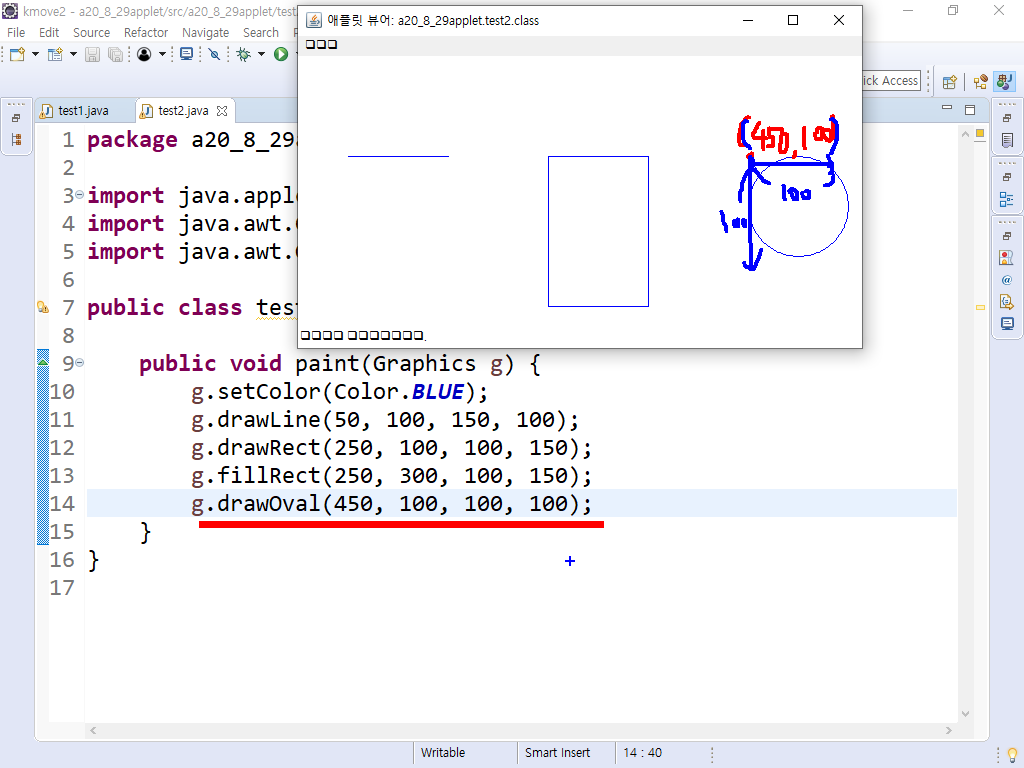 kmove2 - a20_8_29applet/src/a20_8_29applet/test
애플릿 뷰어: a20_8_29applet.test2.class
File Edit Source Refactor Navigate Search
ick Access
test1.java test2.java
(450,100)
100
100
1 package a20_8_29
2
3 import java.appl
4 import java.awt.
5 import java.awt.
6
7 public class tes
8
9 public void paint(Graphics g) {
10 g.setColor(Color.BLUE);
11 g.drawLine(50, 100, 150, 100);
12 g.drawRect(250, 100, 100, 150);
13 g.fillRect(250, 300, 100, 150);
14 g.drawOval(450, 100, 100, 100);
15 }
16 }
17
Writable Smart Insert 14 : 40